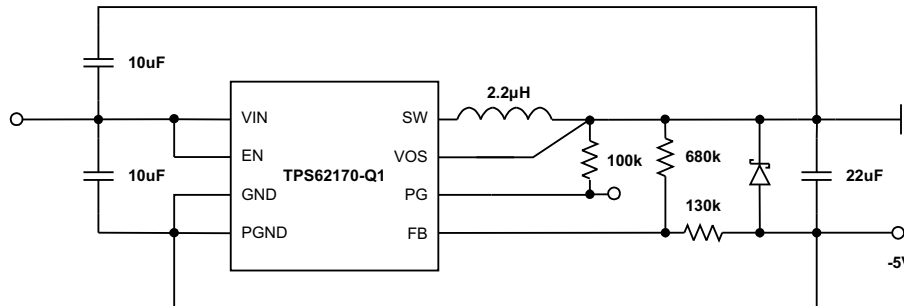 10uF
2.2µH
VIN
SW
EN
VOS
TPS62170-Q1
100k
680k
10uF
22uF
GND
PG
130k
PGND
FB
-5V